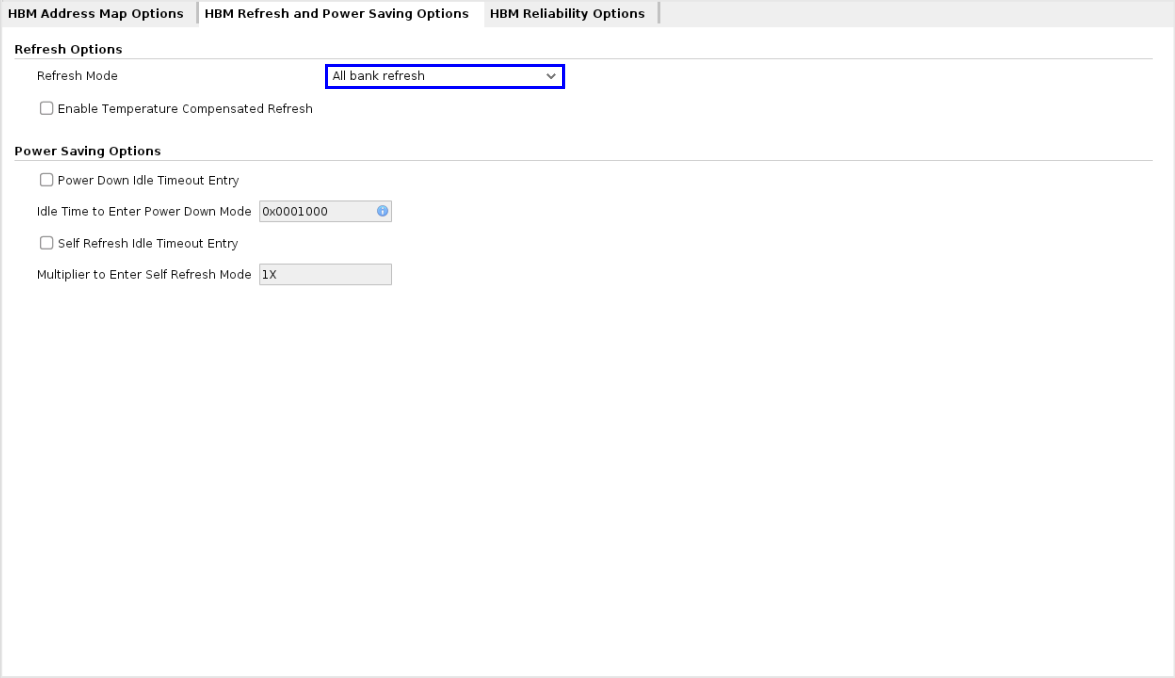 HBM Address Map Options HBM Refresh and Power Saving Options HBM Reliability Options
Refresh Options
Refresh Mode All bank refresh
Enable Temperature Compensated Refresh
Power Saving Options
Power Down Idle Timeout Entry
Idle Time to Enter Power Down Mode 0x0001000
Self Refresh Idle Timeout Entry
Multiplier to Enter Self Refresh Mode 1X